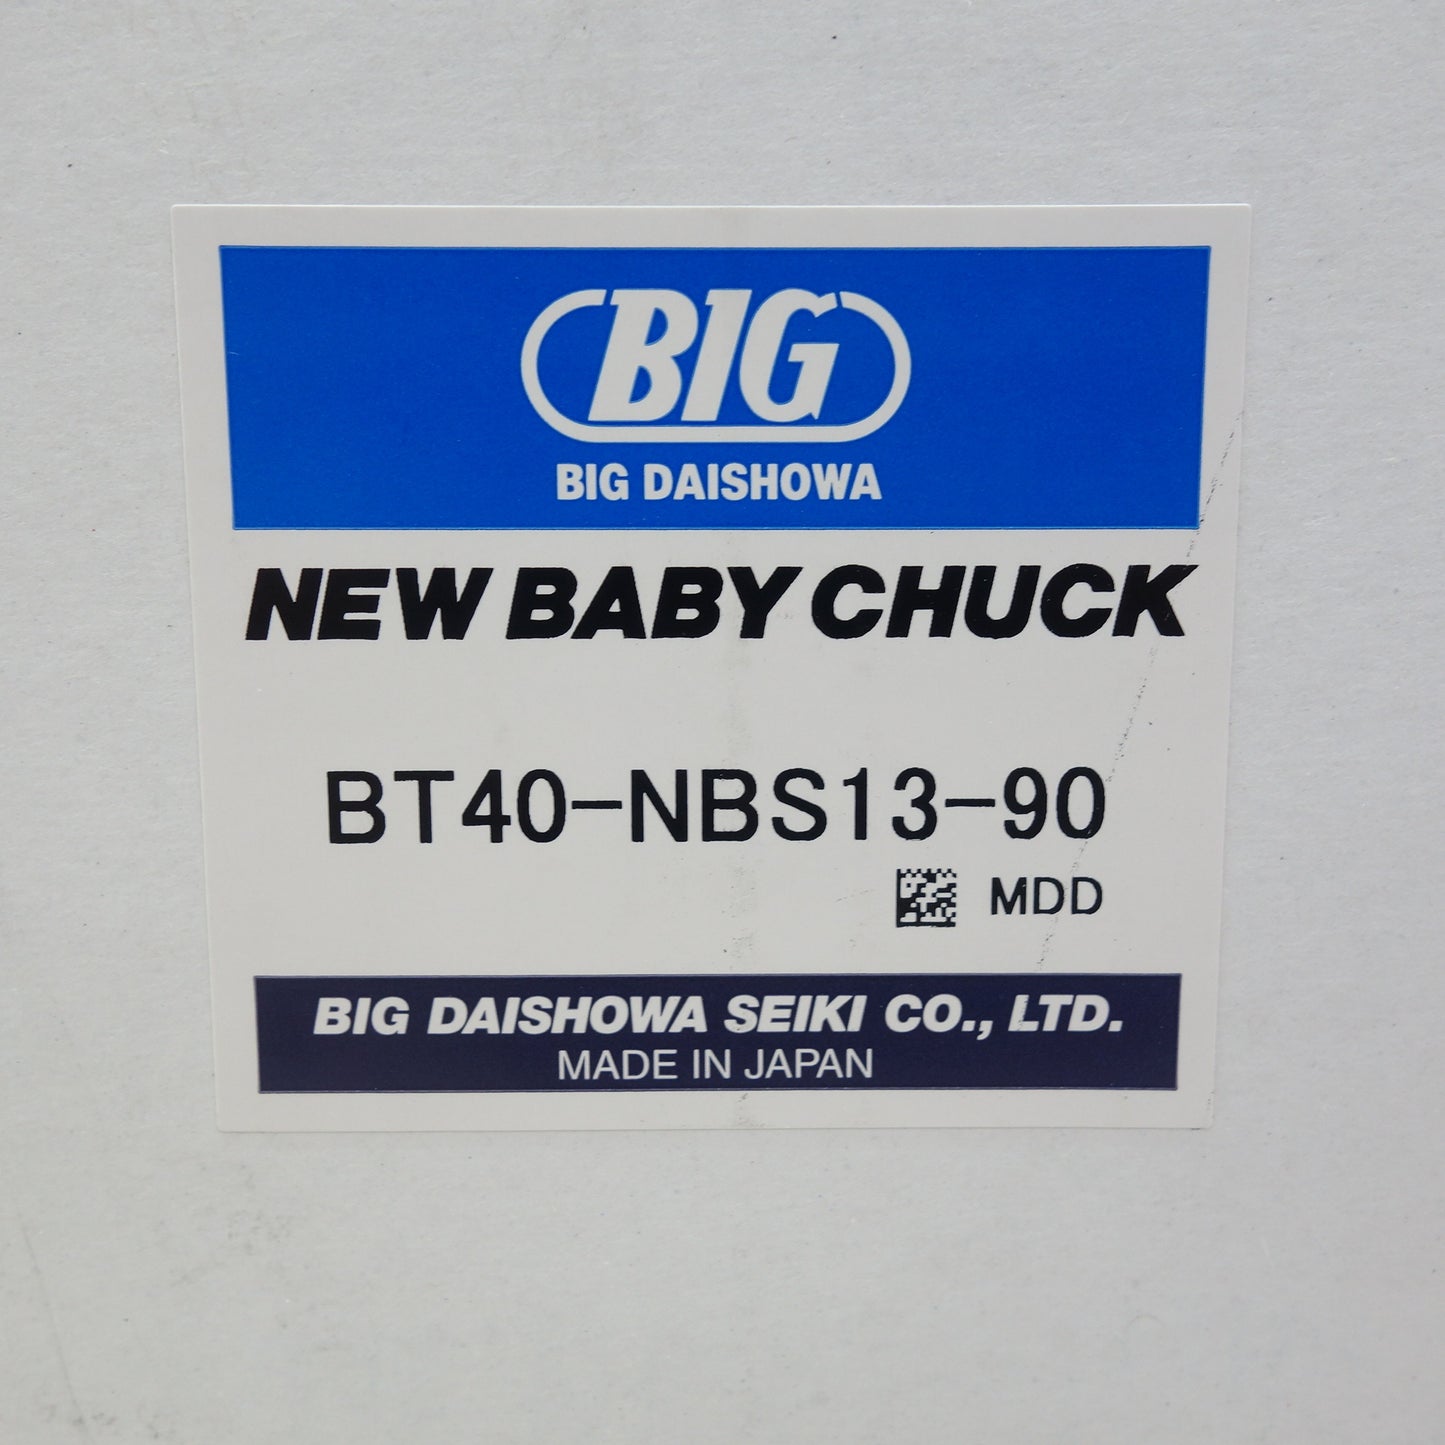 BIG
BIG DAISHOWA
NEW BABY CHUCK
BT40-NBS13-90
MDD
BIG DAISHOWA SEIKI CO., LTD.
MADE IN JAPAN